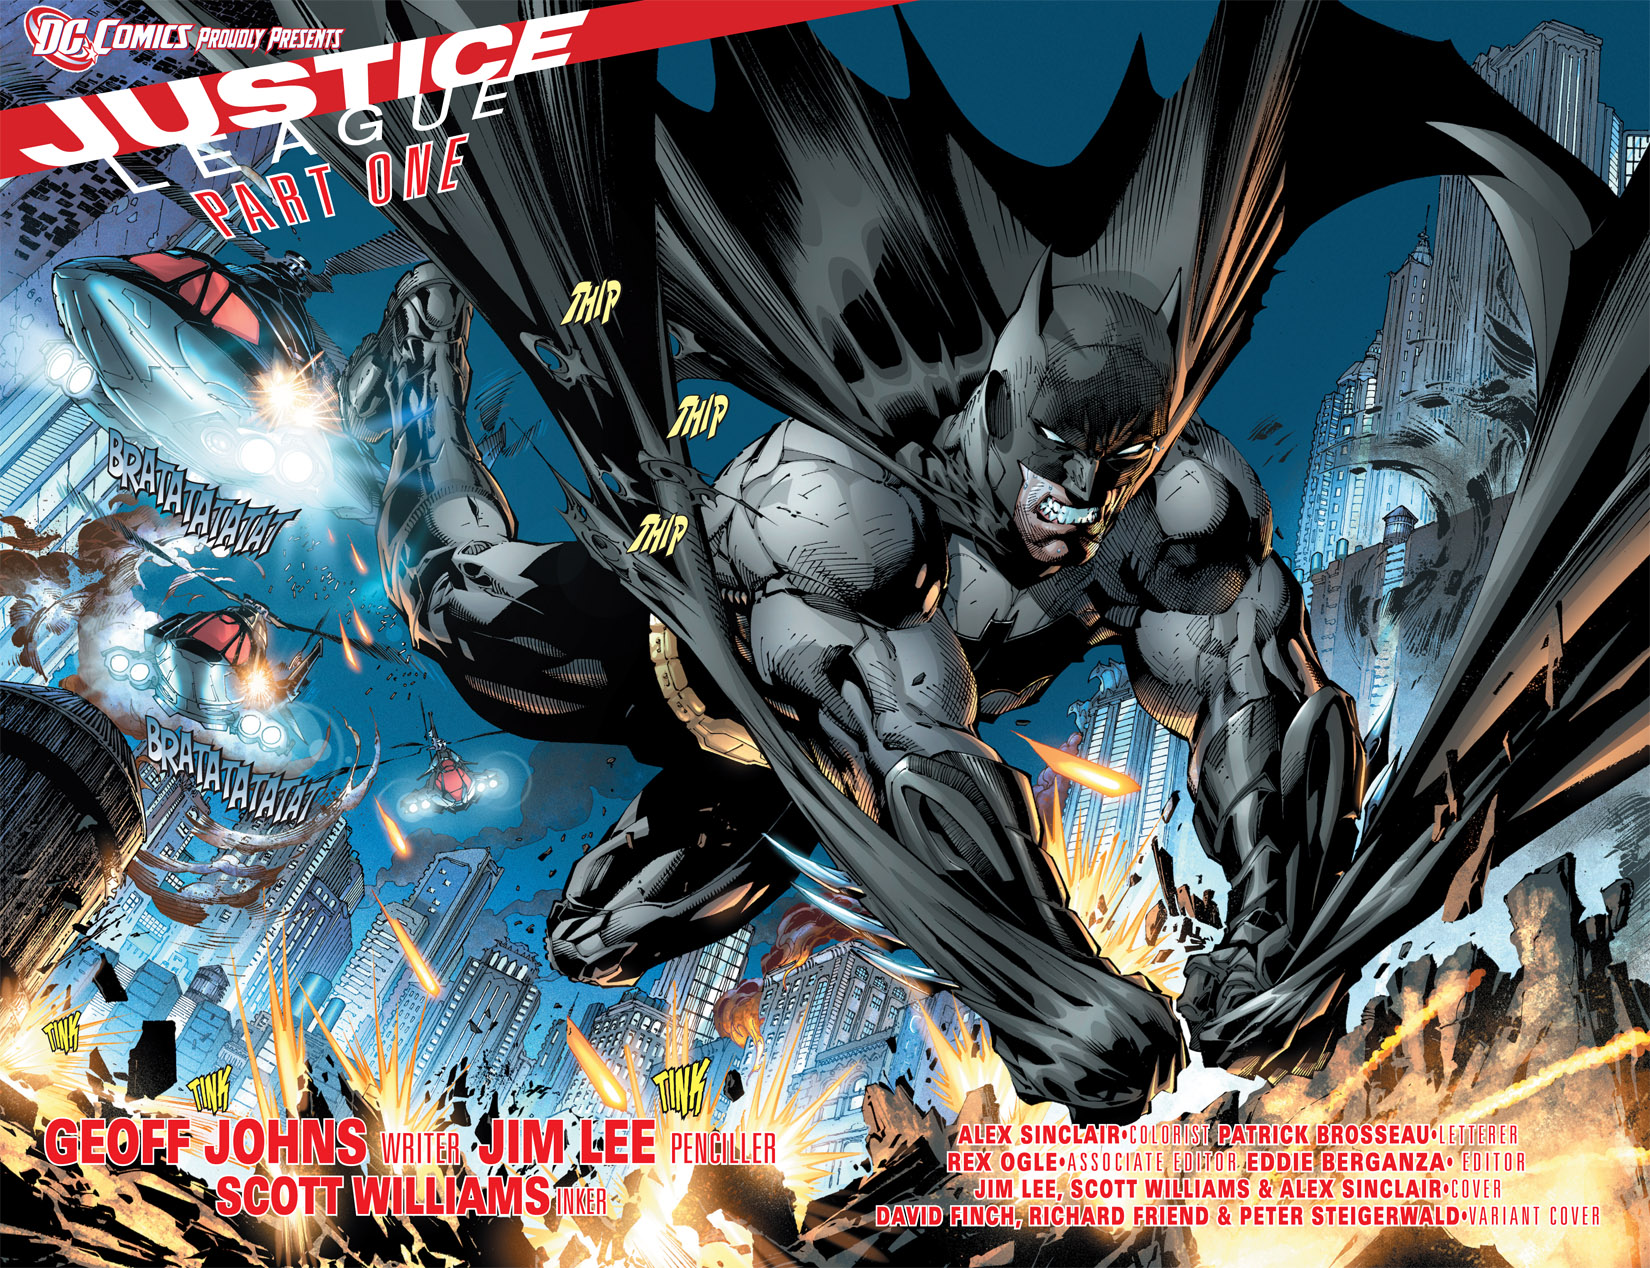 DC COMICS PROUDLY PRESENTS
JUSTICE
LEAGUE
PART ONE
THIP
THIP
THIP
BRATATATATAT
BRATATATATAT
TINK
TINK
TINK
GEOFF JOHNS WRITER JIM LEE PENCILLER
SCOTT WILLIAMS INKER
ALEX SINCLAIR•COLORIST PATRICK BROSSEAU•LETTERER
REX OGLE•ASSOCIATE EDITOR EDDIE BERGANZA• EDITOR
JIM LEE, SCOTT WILLIAMS & ALEX SINCLAIR•COVER
DAVID FINCH, RICHARD FRIEND & PETER STEIGERWALD•VARIANT COVER